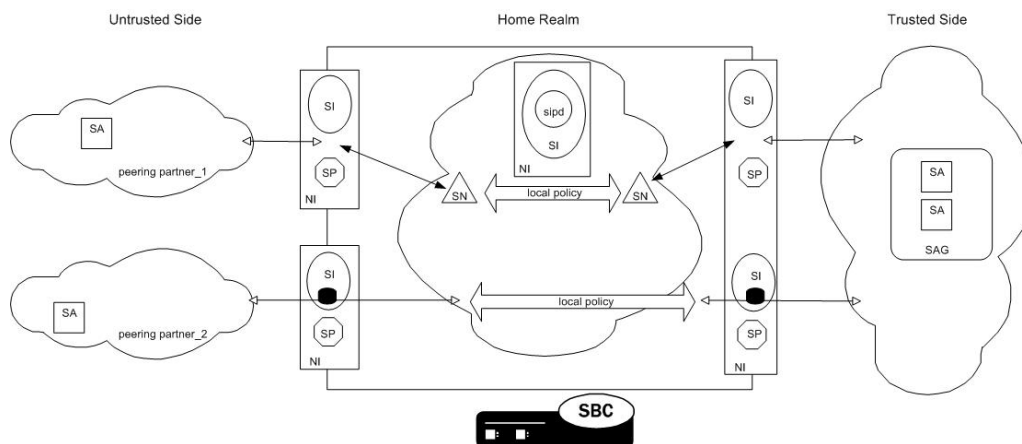 Untrusted Side
Home Realm
Trusted Side
SA
peering partner_1
SI
SP
NI
sipd
SI
NI
SN
local policy
SN
SI
SP
SA
SA
SAG
SA
peering partner_2
SI
SP
NI
local policy
SI
SP
NI
SBC